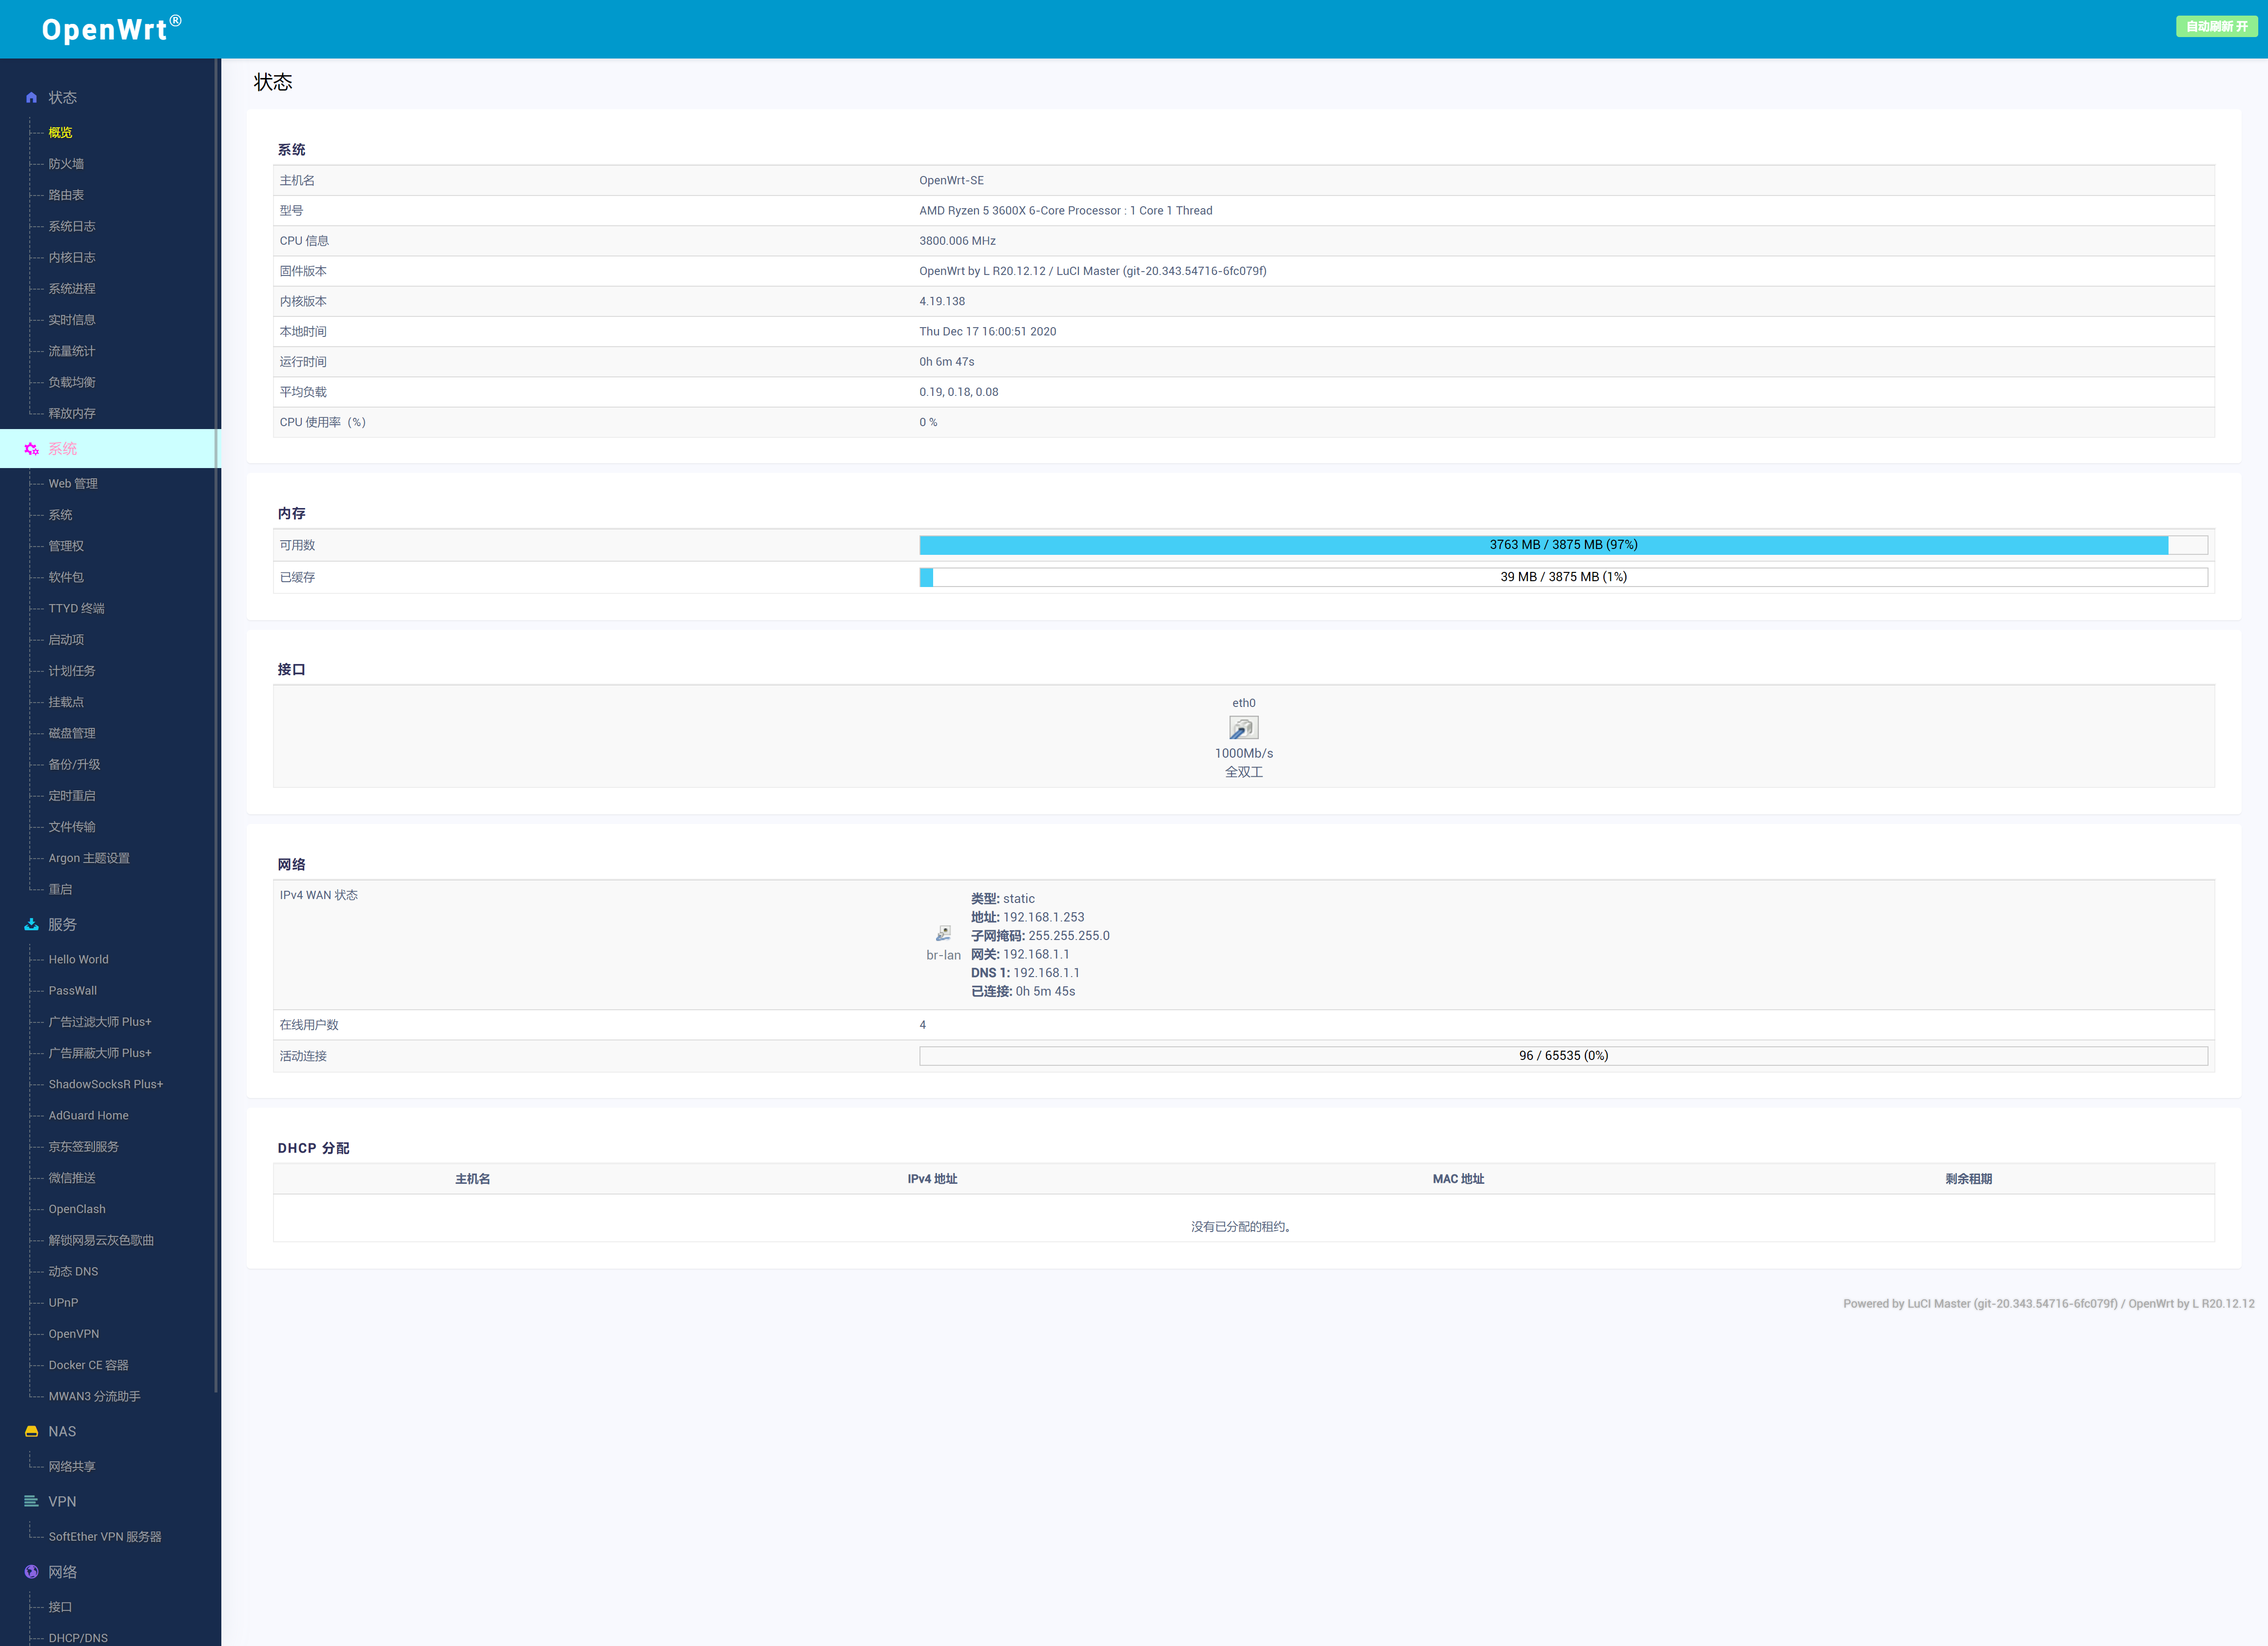 OpenWrt®
自动刷新 开
状态
概览
防火墙
路由表
系统日志
内核日志
系统进程
实时信息
流量统计
负载均衡
释放内存
系统
Web 管理
系统
管理权
软件包
TTYD 终端
启动项
计划任务
挂载点
磁盘管理
备份/升级
定时重启
文件传输
Argon 主题设置
重启
服务
Hello World
PassWall
广告过滤大师 Plus+
广告屏蔽大师 Plus+
ShadowSocksR Plus+
AdGuard Home
京东签到服务
微信推送
OpenClash
解锁网易云灰色歌曲
动态 DNS
UPnP
OpenVPN
Docker CE 容器
MWAN3 分流助手
NAS
网络共享
VPN
SoftEther VPN 服务器
网络
接口
DHCP/DNS
状态
系统
主机名 OpenWrt-SE
型号 AMD Ryzen 5 3600X 6-Core Processor : 1 Core 1 Thread
CPU 信息 3800.006 MHz
固件版本 OpenWrt by L R20.12.12 / LuCI Master (git-20.343.54716-6fc079f)
内核版本 4.19.138
本地时间 Thu Dec 17 16:00:51 2020
运行时间 0h 6m 47s
平均负载 0.19, 0.18, 0.08
CPU 使用率（%） 0 %
内存
可用数 3763 MB / 3875 MB (97%)
已缓存 39 MB / 3875 MB (1%)
接口
eth0
1000Mb/s
全双工
网络
IPv4 WAN 状态
br-lan
类型: static
地址: 192.168.1.253
子网掩码: 255.255.255.0
网关: 192.168.1.1
DNS 1: 192.168.1.1
已连接: 0h 5m 45s
在线用户数 4
活动连接 96 / 65535 (0%)
DHCP 分配
主机名 IPv4 地址 MAC 地址 剩余租期
没有已分配的租约。
Powered by LuCI Master (git-20.343.54716-6fc079f) / OpenWrt by L R20.12.12